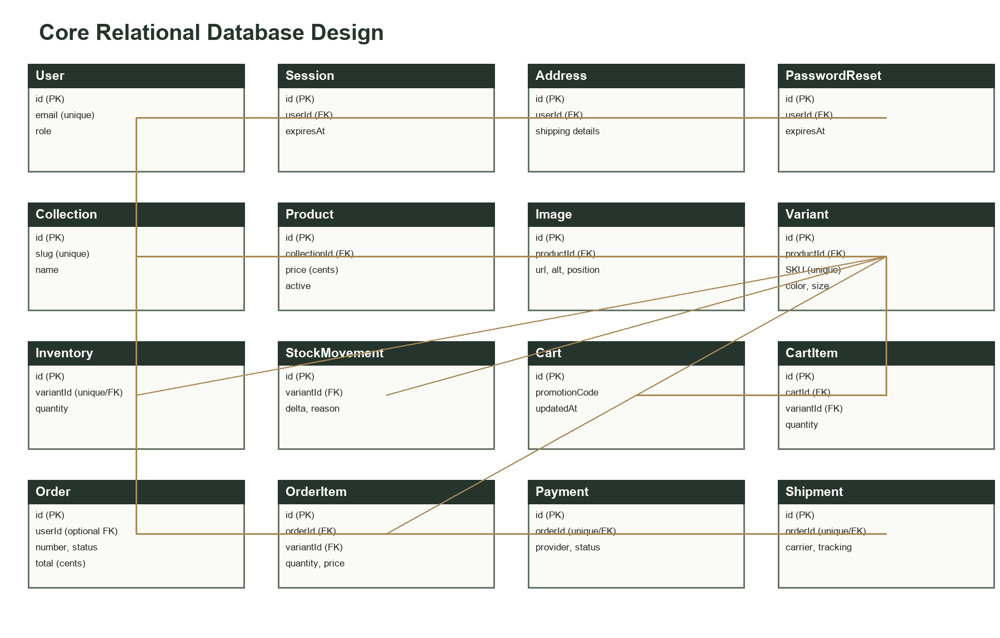 Core Relational Database Design
User
id (PK)
email (unique)
role
Session
id (PK)
userId (FK)
expiresAt
Address
id (PK)
userId (FK)
shipping details
PasswordReset
id (PK)
userId (FK)
expiresAt
Collection
id (PK)
slug (unique)
name
Product
id (PK)
collectionId (FK)
price (cents)
active
Image
id (PK)
productId (FK)
url, alt, position
Variant
id (PK)
productId (FK)
SKU (unique)
color, size
Inventory
id (PK)
variantId (unique/FK)
quantity
StockMovement
id (PK)
variantId (FK)
delta, reason
Cart
id (PK)
promotionCode
updatedAt
CartItem
id (PK)
cartId (FK)
variantId (FK)
quantity
Order
id (PK)
userId (optional FK)
number, status
total (cents)
OrderItem
id (PK)
orderId (FK)
variantId (FK)
quantity, price
Payment
id (PK)
orderId (unique/FK)
provider, status
Shipment
id (PK)
orderId (unique/FK)
carrier, tracking